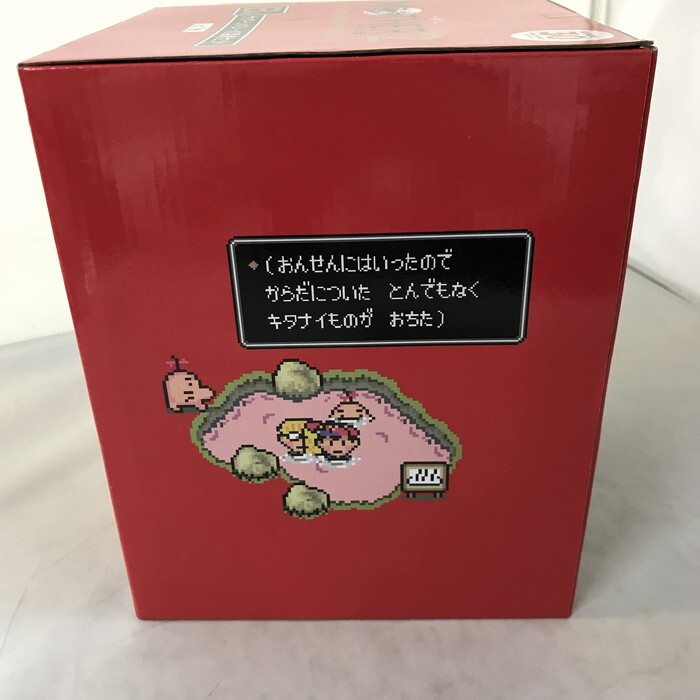 ◆(おんせんにはいったので
からだについた とんでもなく
キタナイものが おちた)